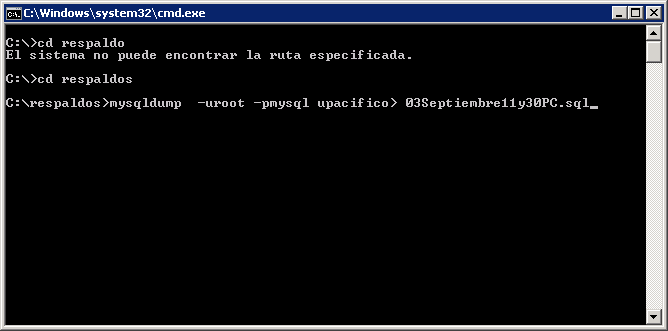 C:\Windows\system32\cmd.exe
C:\>cd respaldo
El sistema no puede encontrar la ruta especificada.
C:\>cd respaldos
C:\respaldos>mysqldump  -uroot -pmysql upacifico> 03Septiembre11y30PC.sql_